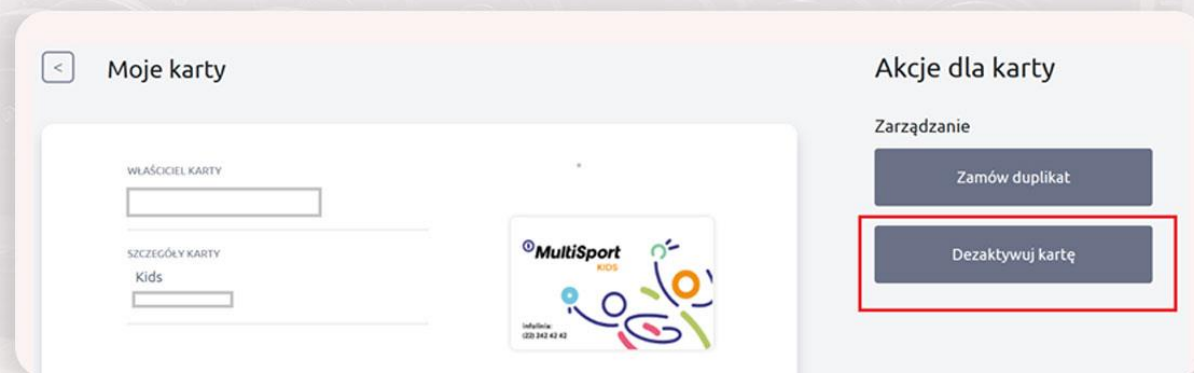 <
Moje karty
WŁAŚCICIEL KARTY
SZCZEGÓŁY KARTY
Kids
MultiSport
KIDS
Infolinia:
(22) 242 42 42
Akcje dla karty
Zarządzanie
Zamów duplikat
Dezaktywuj kartę